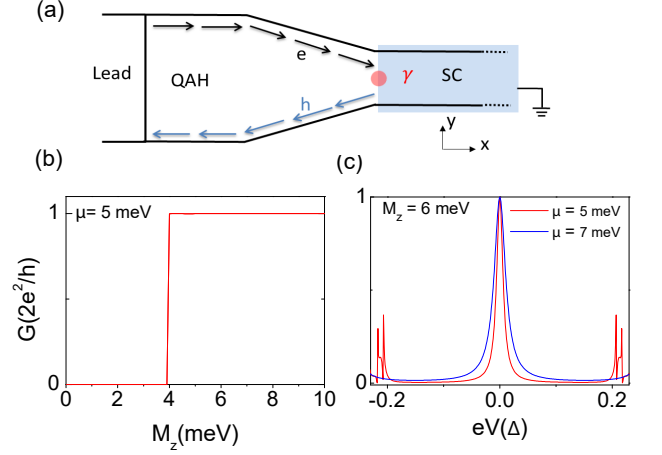 (a)
Lead
QAH
e
h
γ
SC
y
x
(b)
μ= 5 meV
1
0
G(2e²/h)
0 2 4 6 8 10
M_z(meV)
(c)
M_z = 6 meV
μ = 5 meV
μ = 7 meV
1
0
-0.2 0.0 0.2
eV(Δ)